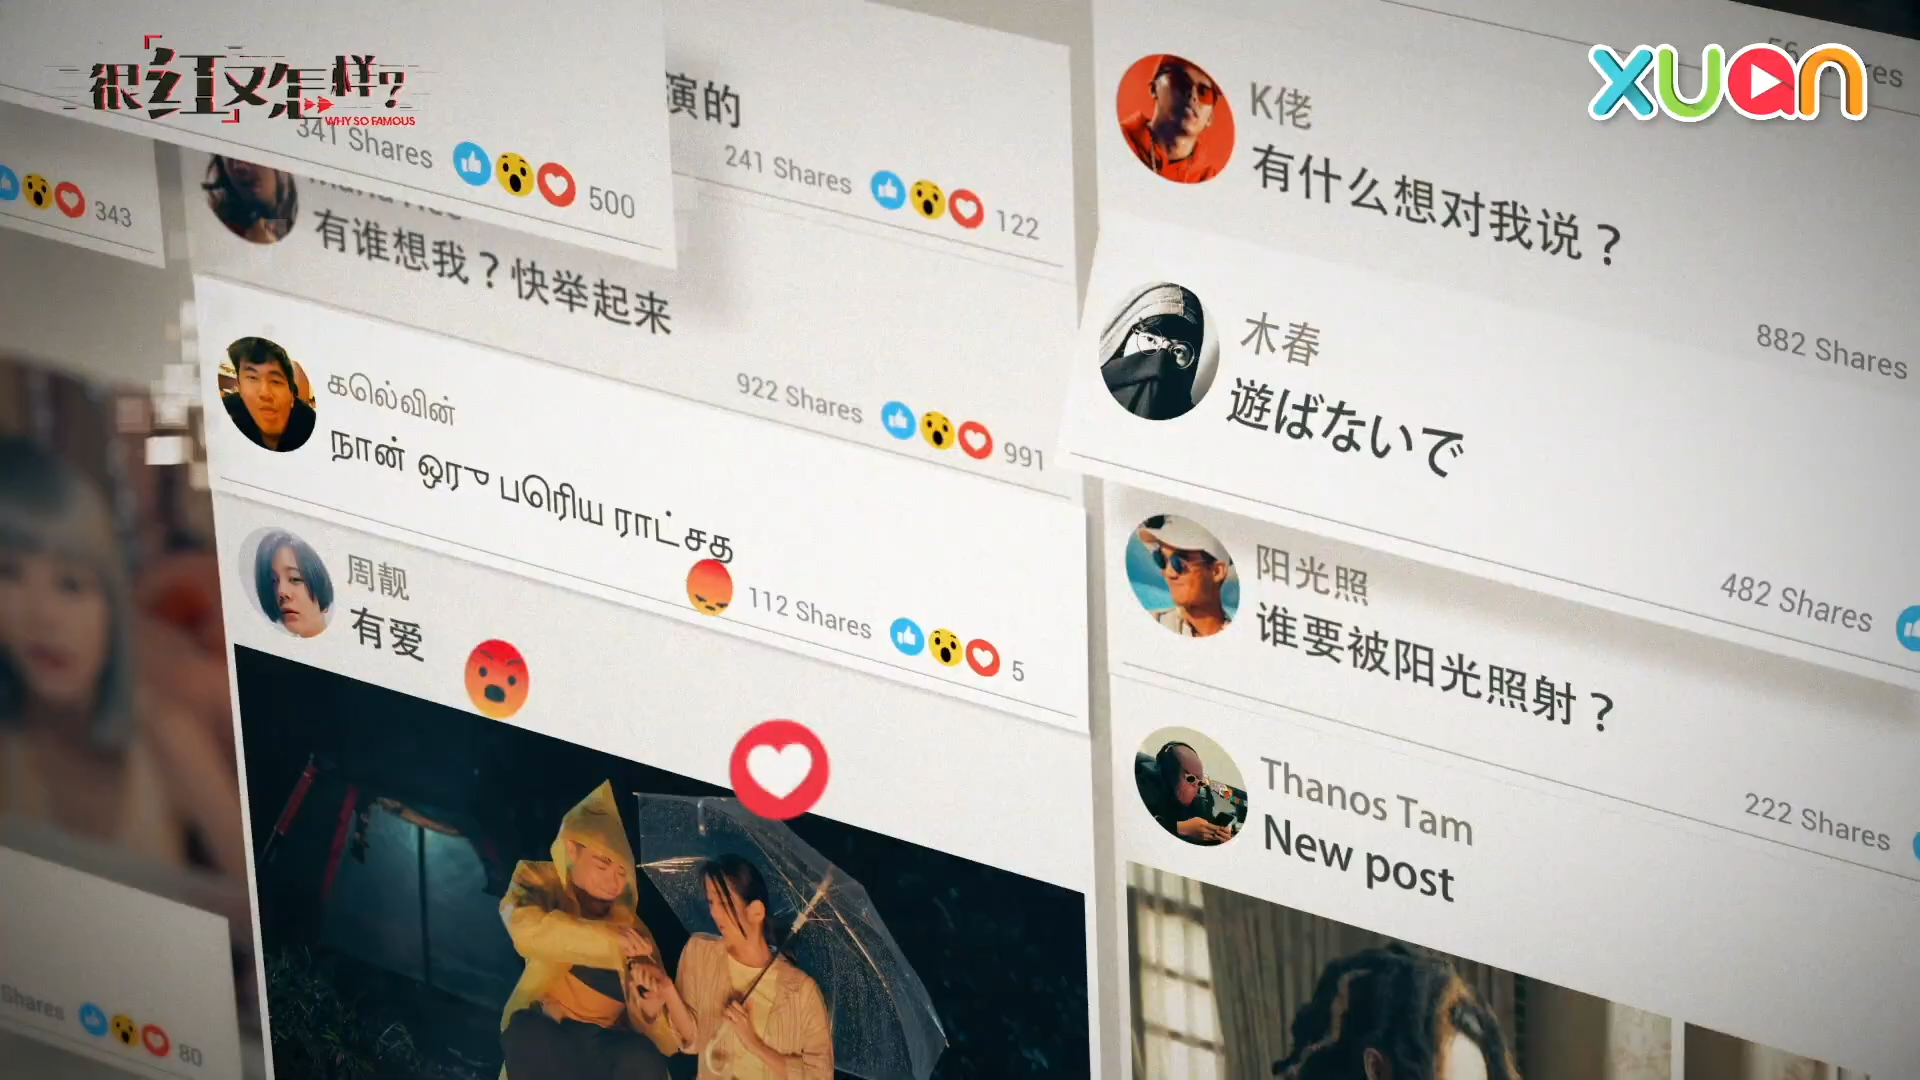 很红又怎样?
WHY SO FAMOUS
xuan
341 Shares
500
343
演的
241 Shares
122
有谁想我？快举起来
922 Shares
991
கெல்வின்
நான் ஒரு பெரிய ராட்சத
112 Shares
5
周靓
有爱
Shares
80
K佬
有什么想对我说？
882 Shares
木春
遊ばないで
482 Shares
阳光照
谁要被阳光照射？
222 Shares
Thanos Tam
New post